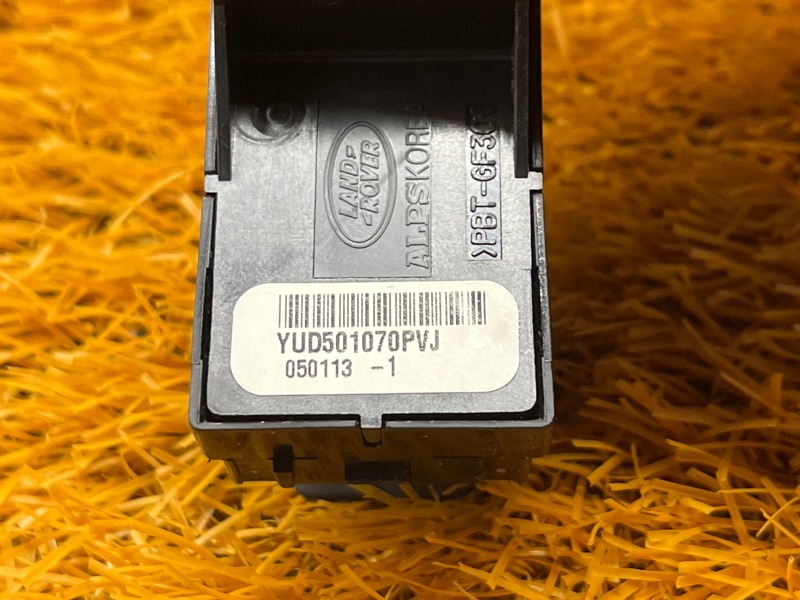 LAND
ROVER
ALPSKOREA
>PBT-GF30<
YUD501070PVJ
050113 -1